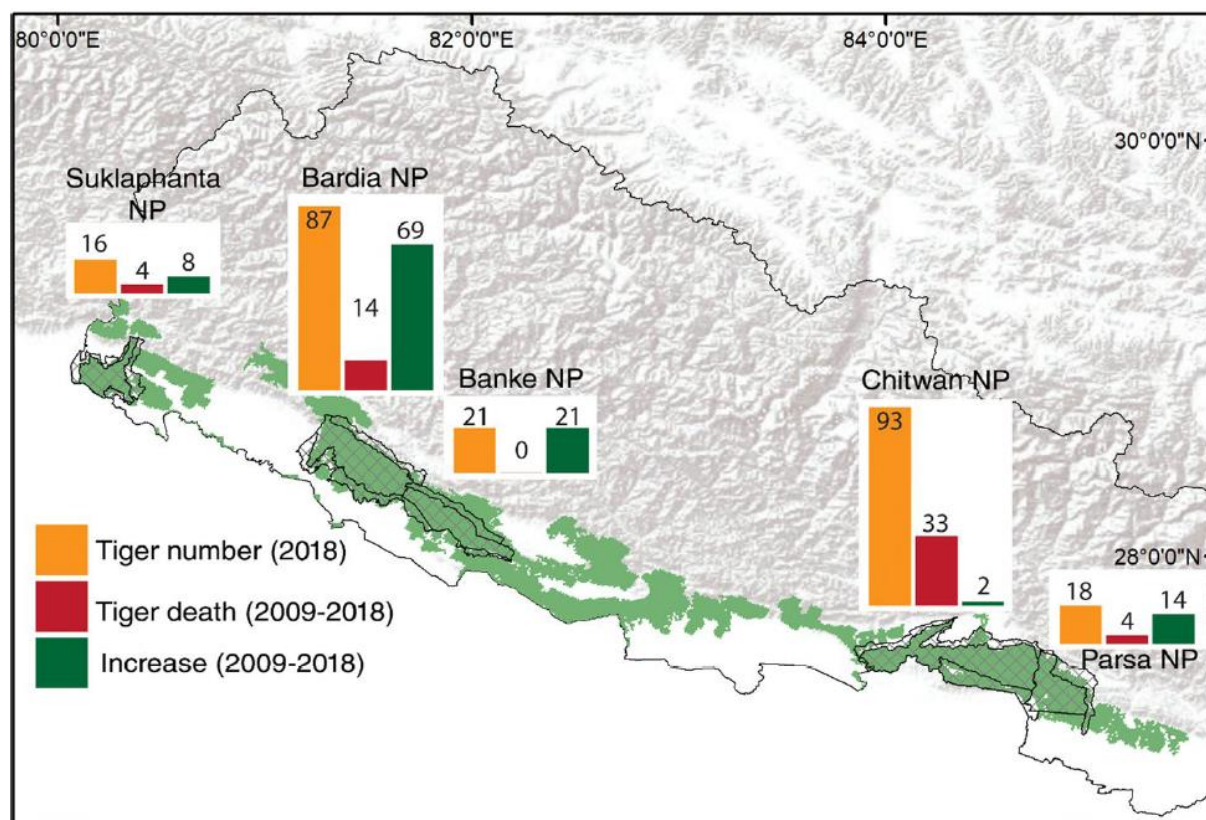 80°0'0"E
82°0'0"E
84°0'0"E
30°0'0"N
Suklaphanta
NP
16
4
8
Bardia NP
87
14
69
Banke NP
21
0
21
Chitwan NP
93
33
2
28°0'0"N
18
4
14
Parsa NP
Tiger number (2018)
Tiger death (2009-2018)
Increase (2009-2018)